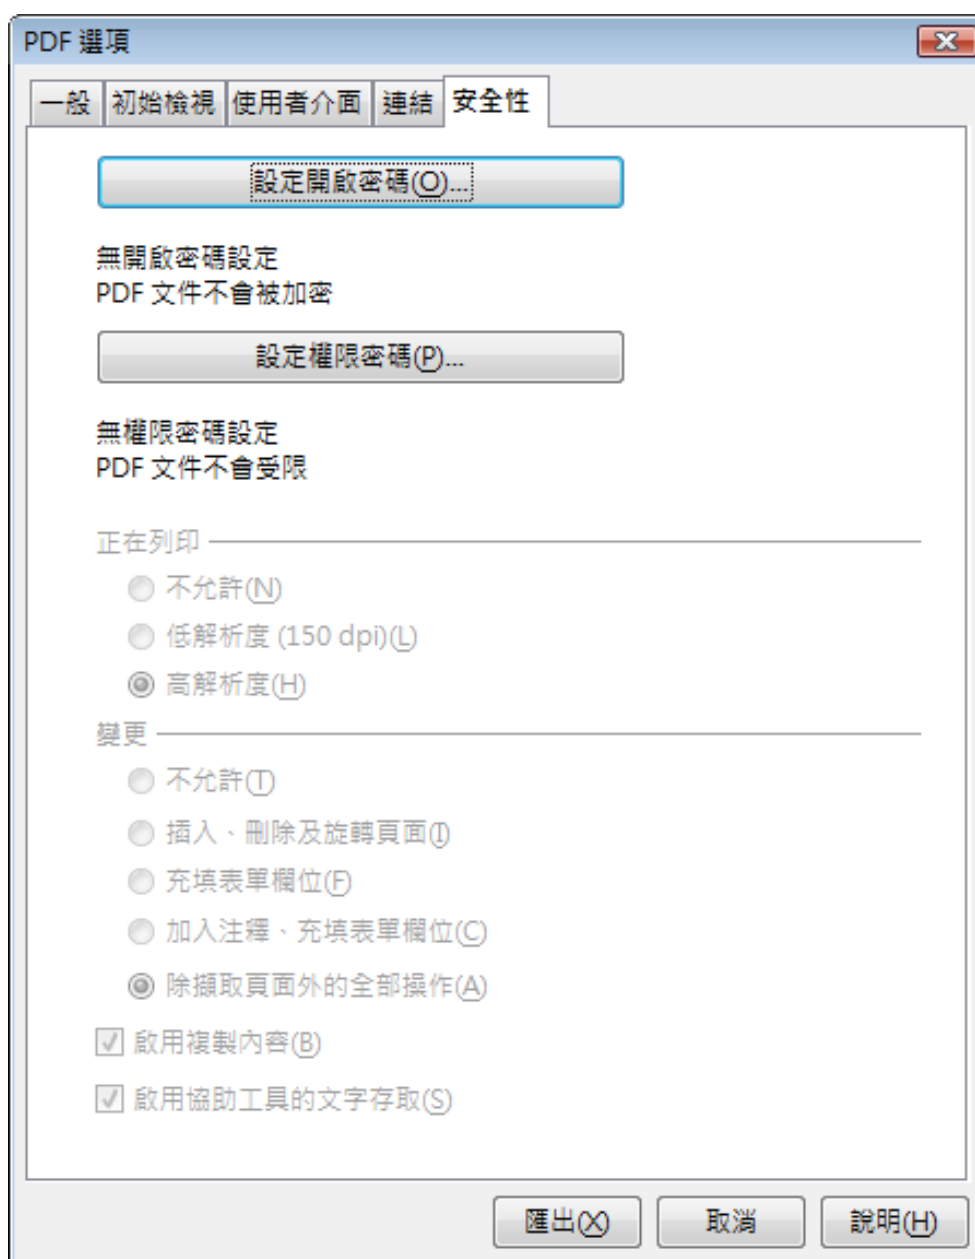 PDF 選項
一般 初始檢視 使用者介面 連結 安全性
設定開啟密碼(O)...
無開啟密碼設定
PDF 文件不會被加密
設定權限密碼(P)...
無權限密碼設定
PDF 文件不會受限
正在列印
不允許(N)
低解析度 (150 dpi)(L)
高解析度(H)
變更
不允許(T)
插入、刪除及旋轉頁面(I)
充填表單欄位(F)
加入注釋、充填表單欄位(C)
除擷取頁面外的全部操作(A)
啟用複製內容(B)
啟用協助工具的文字存取(S)
匯出(X) 取消 說明(H)